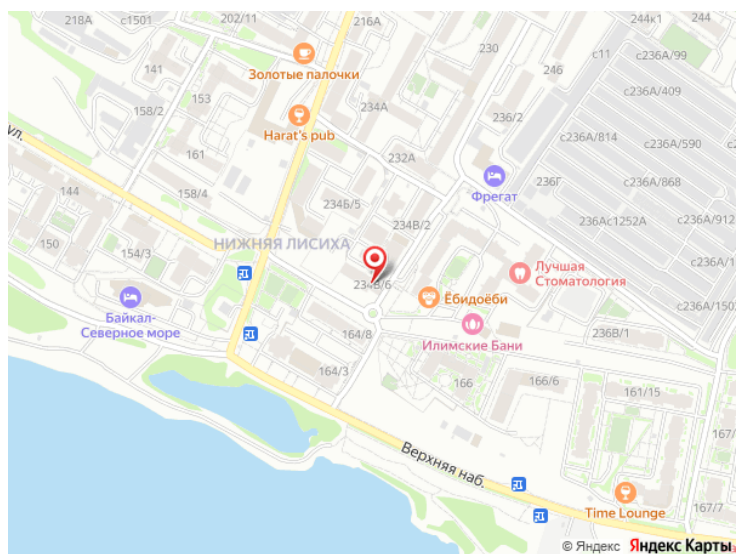 218А
с1501
202/11
216А
244к1
с236А/99
230
с11
246
141
Золотые палочки
с236А/409
153
234А
158/2
236/2
ул.
Harat's pub
с236А/814
с236А/590
161
232А
236Г
с236А/868
144
158/4
Фрегат
234Б/5
236Ас1252А
с236А/912
234В/2
150
154/3
НИЖНЯЯ ЛИСИХА
Лучшая
Стоматология
234В/6
Ёбидоёби
с236А/1502
Байкал-
Северное море
164/8
Илимские Бани
236В/1
164/3
166
166/6
161/15
167/
Верхняя наб.
Time Lounge
167/7
© Яндекс Яндекс Карты